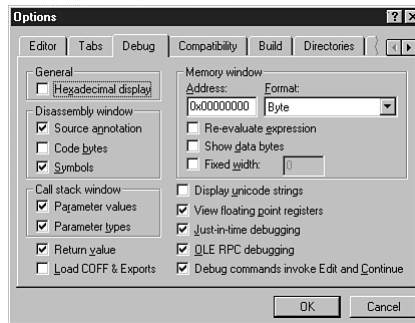 Options
Editor Tabs Debug Compatibility Build Directories
General
Hexadecimal display
Disassembly window
Source annotation
Code bytes
Symbols
Call stack window
Parameter values
Parameter types
Return value
Load COFF & Exports
Memory window
Address: Format:
0x00000000 Byte
Re-evaluate expression
Show data bytes
Fixed width: 0
Display unicode strings
View floating point registers
Just-in-time debugging
OLE RPC debugging
Debug commands invoke Edit and Continue
OK Cancel